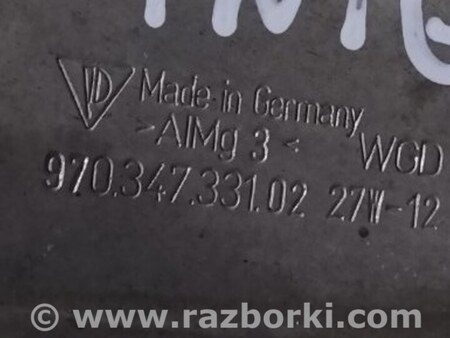 Made in Germany
>AlMg 3<
WGD
970.347.331.02 27W-12
© www.razborki.com